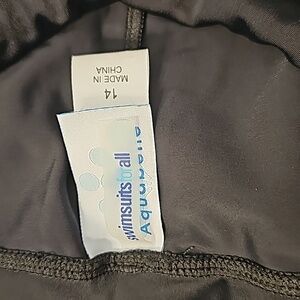 14
MADE IN
CHINA
swimsuitsforall
Aquabelle